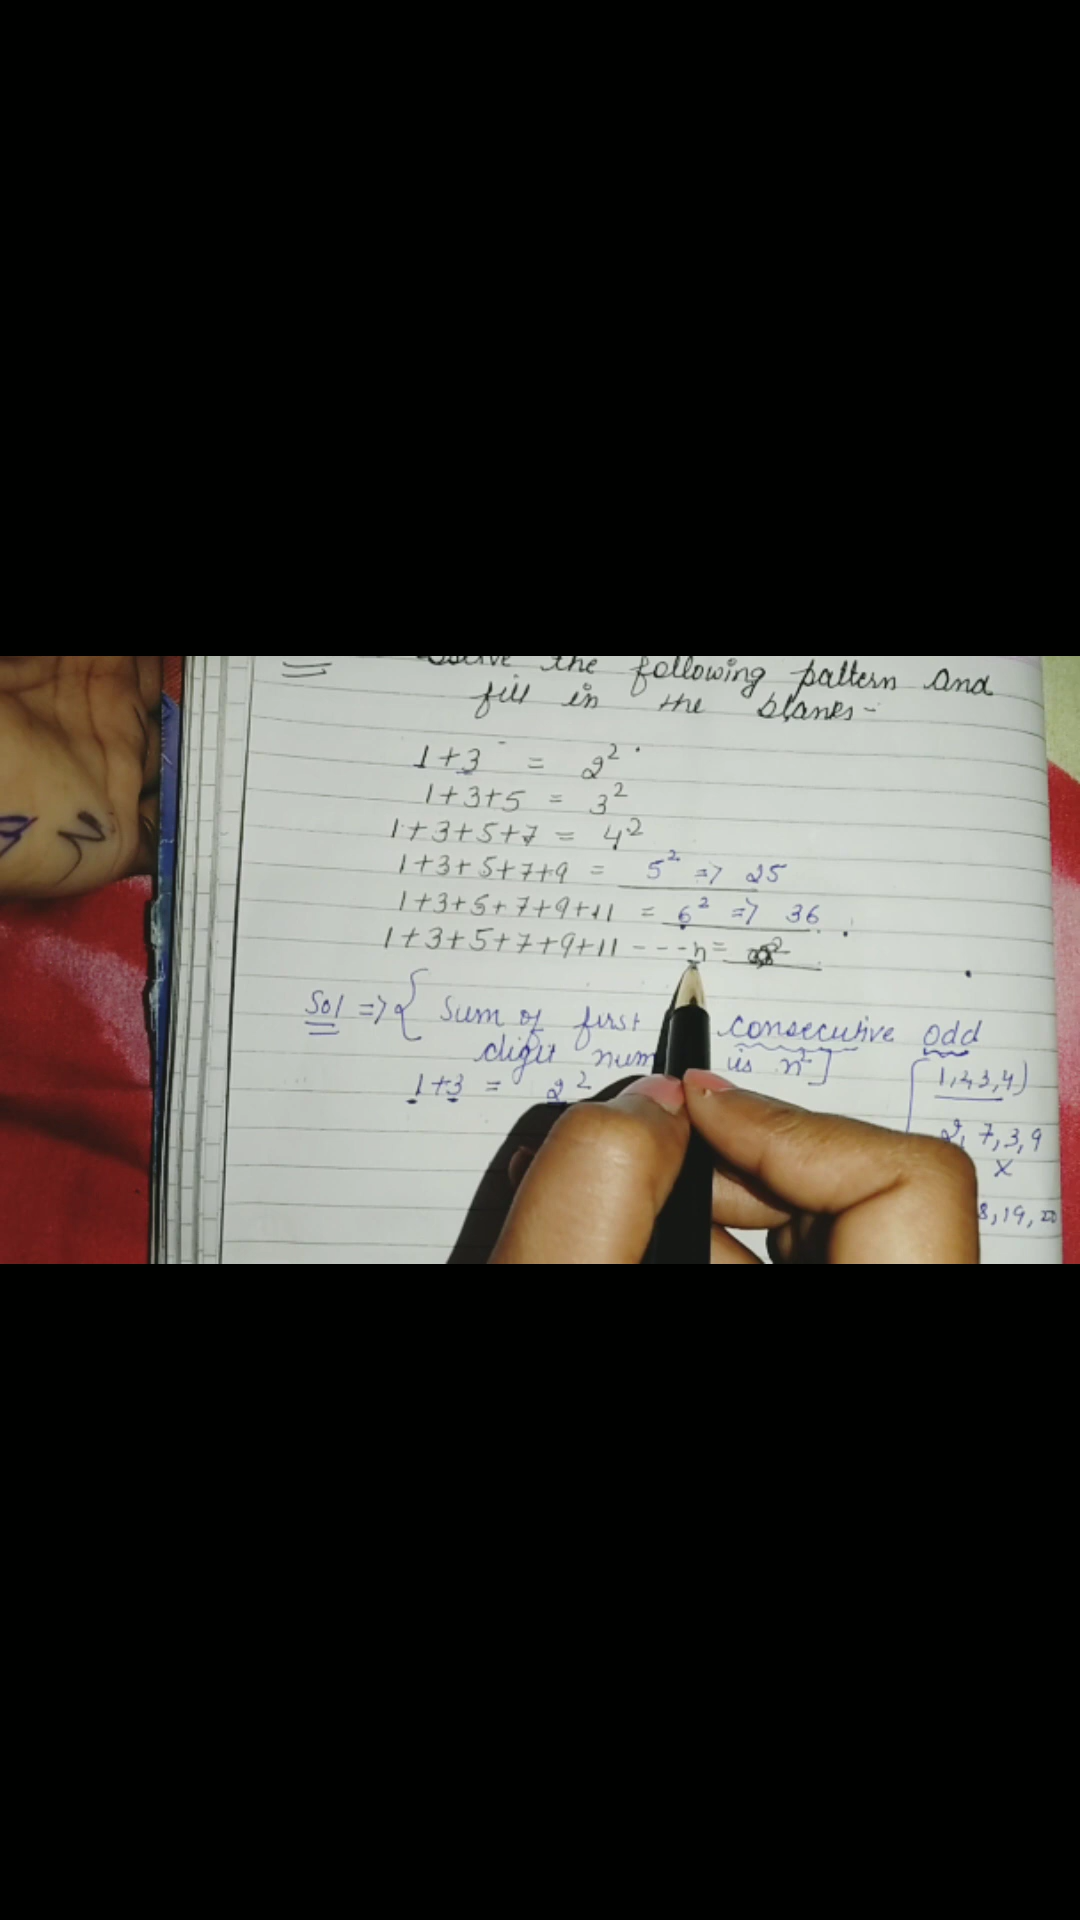 Solve the following pattern and
fill in the blanks-
1+3 = 2²
1+3+5 = 3²
1+3+5+7 = 4²
1+3+5+7+9 = 5² => 25
1+3+5+7+9+11 = 6² => 36
1+3+5+7+9+11 ---n =
Sol => { Sum of first consecutive odd
digit is n² ]
1+3 = 2²
1,2,3,4)
2, 7, 3, 9
x
8, 19, 20